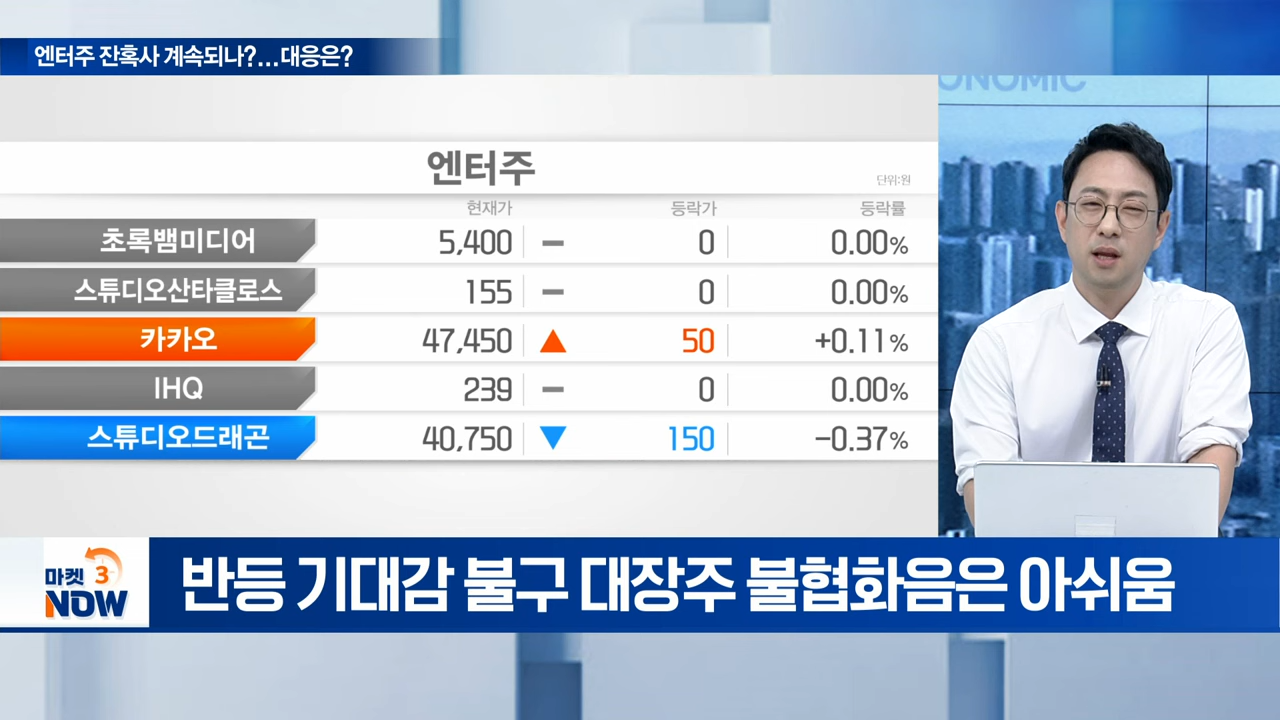 엔터주 잔혹사 계속되나?…대응은?
ONOMIC
엔터주
단위:원
현재가 등락가 등락률
초록뱀미디어 5,400 – 0 0.00%
스튜디오산타클로스 155 – 0 0.00%
카카오 47,450 ▲ 50 +0.11%
IHQ 239 – 0 0.00%
스튜디오드래곤 40,750 ▼ 150 -0.37%
마켓 3
NOW
반등 기대감 불구 대장주 불협화음은 아쉬움